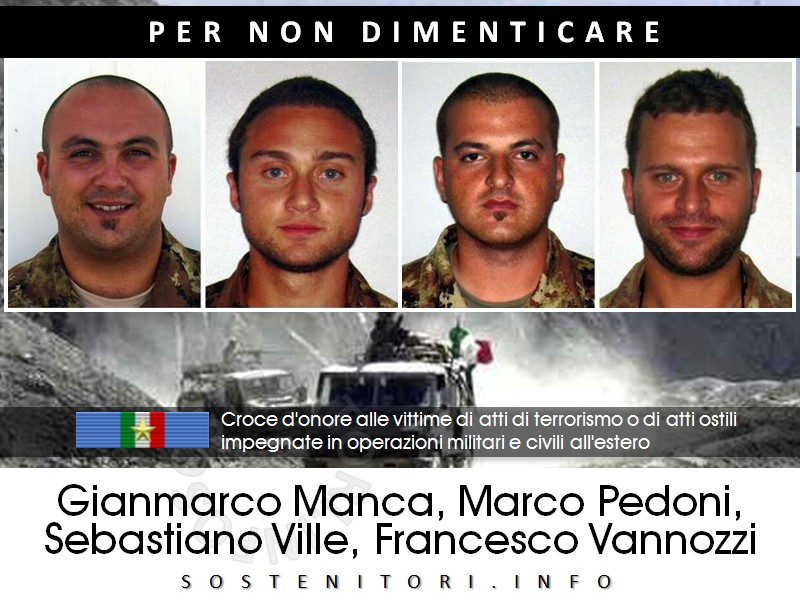 PER NON DIMENTICARE
Croce d'onore alle vittime di atti di terrorismo o di atti ostili
impegnate in operazioni militari e civili all'estero
Gianmarco Manca, Marco Pedoni,
Sebastiano Ville, Francesco Vannozzi
SOSTENITORI.INFO